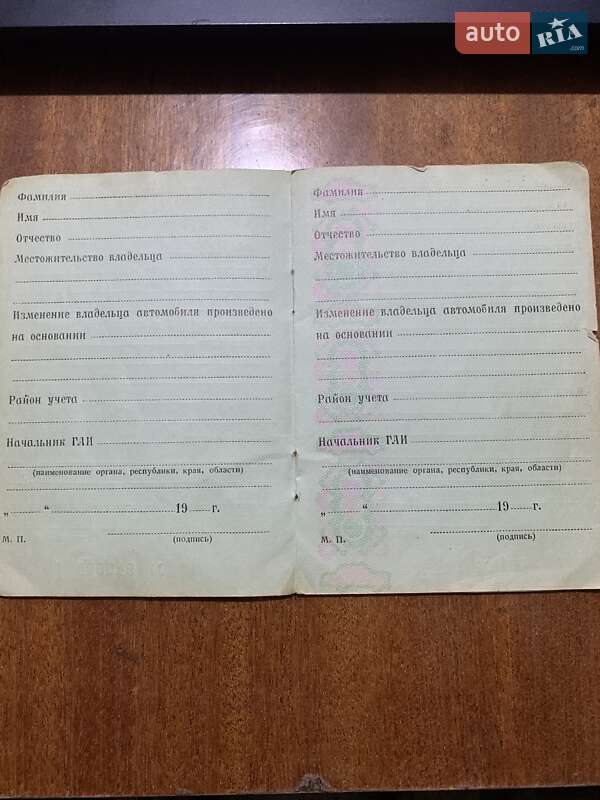 auto RIA .com
Фамилия
Имя
Отчество
Местожительство владельца
Изменение владельца автомобиля произведено
на основании
Район учета
Начальник ГАИ
(наименование органа, республики, края, области)
„ “ 19 г.
М. П. (подпись)
Фамилия
Имя
Отчество
Местожительство владельца
Изменение владельца автомобиля произведено
на основании
Район учета
Начальник ГАИ
(наименование органа, республики, края, области)
„ “ 19 г.
М. П. (подпись)